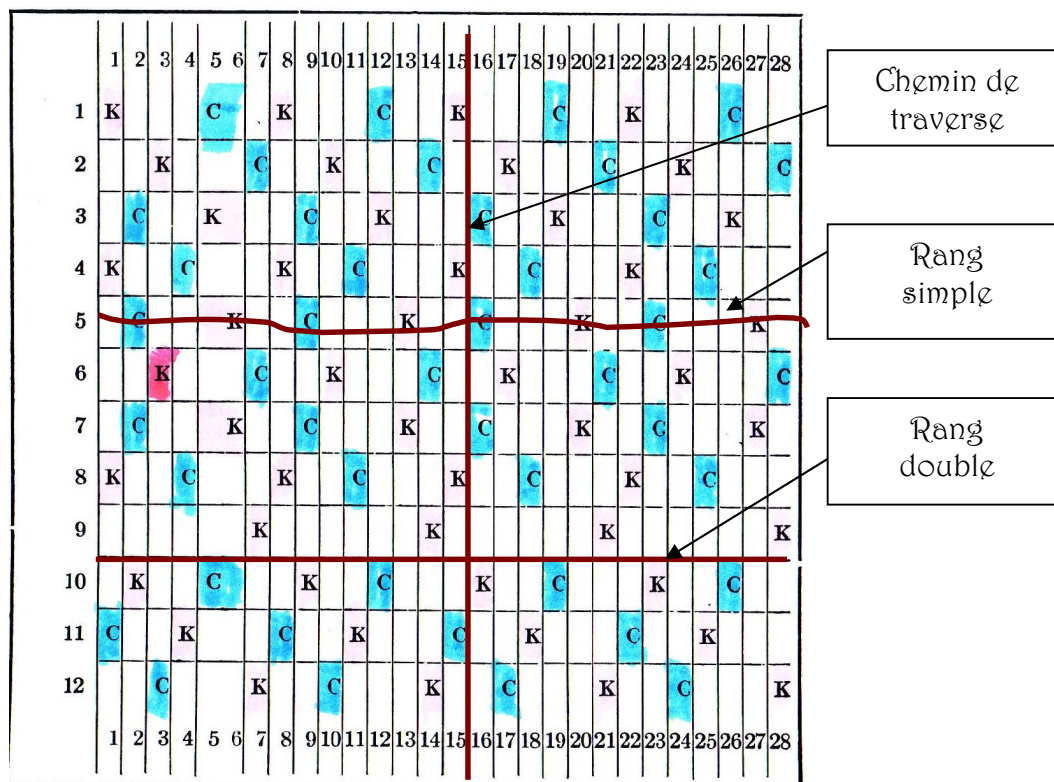 1 2 3 4 5 6 7 8 9 10 11 12 13 14 15 16 17 18 19 20 21 22 23 24 25 26 27 28
1 K C K C K C K C
2 K C K C K C K C
3 C K C K C K C K
4 K C K C K C K C
5 C K C K C K C K
6 K C K C K C K C
7 C K C K C K C K
8 K C K C K C K C
9 K K K K
10 K C K C K C K C
11 C K C K C K C K
12 C K C K C K C K
1 2 3 4 5 6 7 8 9 10 11 12 13 14 15 16 17 18 19 20 21 22 23 24 25 26 27 28
Chemin de
traverse
Rang
simple
Rang
double